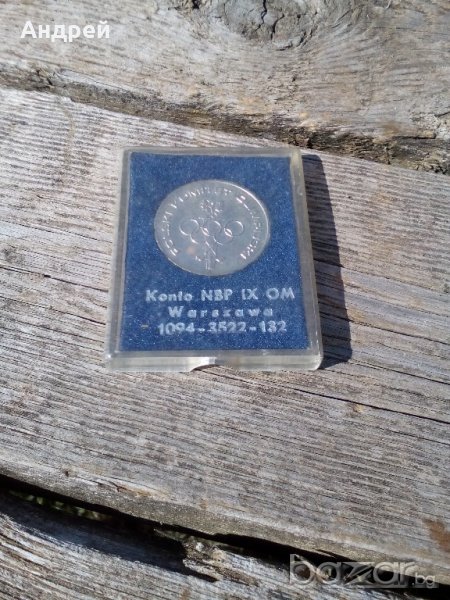 Андрей
Konto NBP IX OM
Warszawa
1094-3522-132
bazar.bg